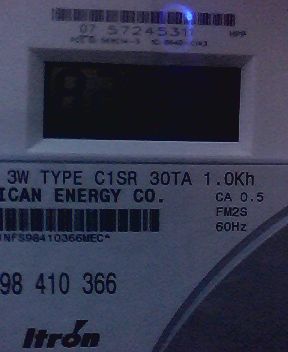 07 57245311
HPP
3W TYPE C1SR 30TA 1.0Kh
ICAN ENERGY CO.
CA 0.5
FM2S
60Hz
98 410 366
Itron